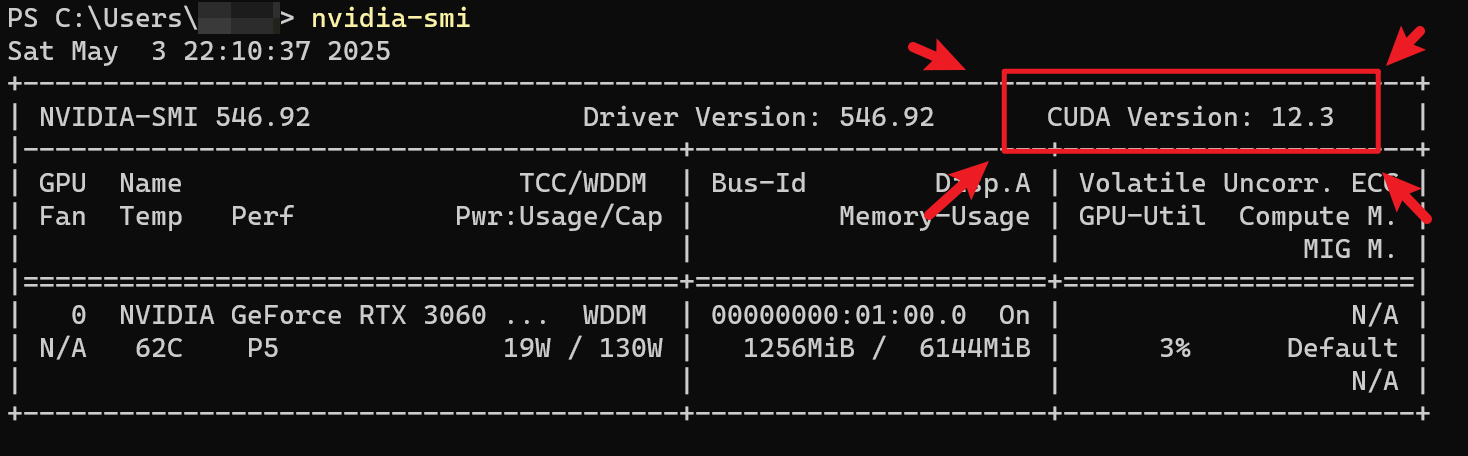 PS C:\Users\> nvidia-smi
Sat May  3 22:10:37 2025
+-----------------------------------------------------------------------------------------+
| NVIDIA-SMI 546.92                 Driver Version: 546.92       CUDA Version: 12.3     |
|-----------------------------------------+----------------------+----------------------+
| GPU  Name                     TCC/WDDM  | Bus-Id        Disp.A | Volatile Uncorr. ECC |
| Fan  Temp   Perf          Pwr:Usage/Cap |         Memory-Usage | GPU-Util  Compute M. |
|                                         |                      |               MIG M. |
|=========================================+======================+======================|
|   0  NVIDIA GeForce RTX 3060 ...  WDDM  | 00000000:01:00.0  On |                  N/A |
| N/A   62C    P5              19W / 130W |   1256MiB /  6144MiB |      3%      Default |
|                                         |                      |                  N/A |
+-----------------------------------------+----------------------+----------------------+